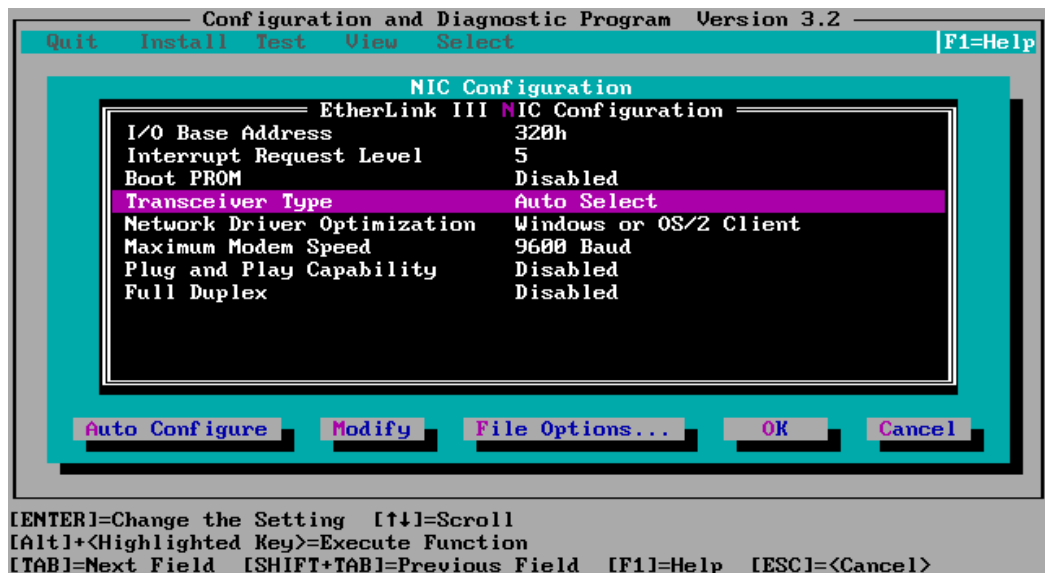 Configuration and Diagnostic Program Version 3.2
Quit Install Test View Select F1=Help
NIC Configuration
EtherLink III NIC Configuration
I/O Base Address 320h
Interrupt Request Level 5
Boot PROM Disabled
Transceiver Type Auto Select
Network Driver Optimization Windows or OS/2 Client
Maximum Modem Speed 9600 Baud
Plug and Play Capability Disabled
Full Duplex Disabled
Auto Configure Modify File Options... OK Cancel
[ENTER]=Change the Setting [↑↓]=Scroll
[Alt]+<Highlighted Key>=Execute Function
[TAB]=Next Field [SHIFT+TAB]=Previous Field [F1]=Help [ESC]=<Cancel>